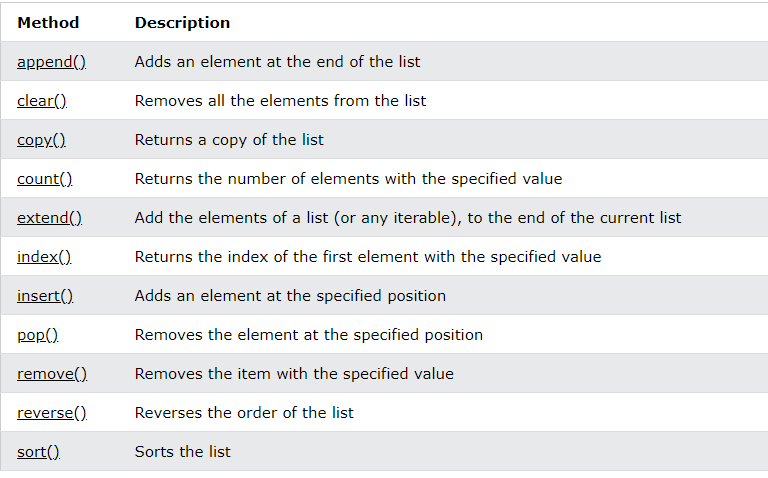 Method Description
append() Adds an element at the end of the list
clear() Removes all the elements from the list
copy() Returns a copy of the list
count() Returns the number of elements with the specified value
extend() Add the elements of a list (or any iterable), to the end of the current list
index() Returns the index of the first element with the specified value
insert() Adds an element at the specified position
pop() Removes the element at the specified position
remove() Removes the item with the specified value
reverse() Reverses the order of the list
sort() Sorts the list